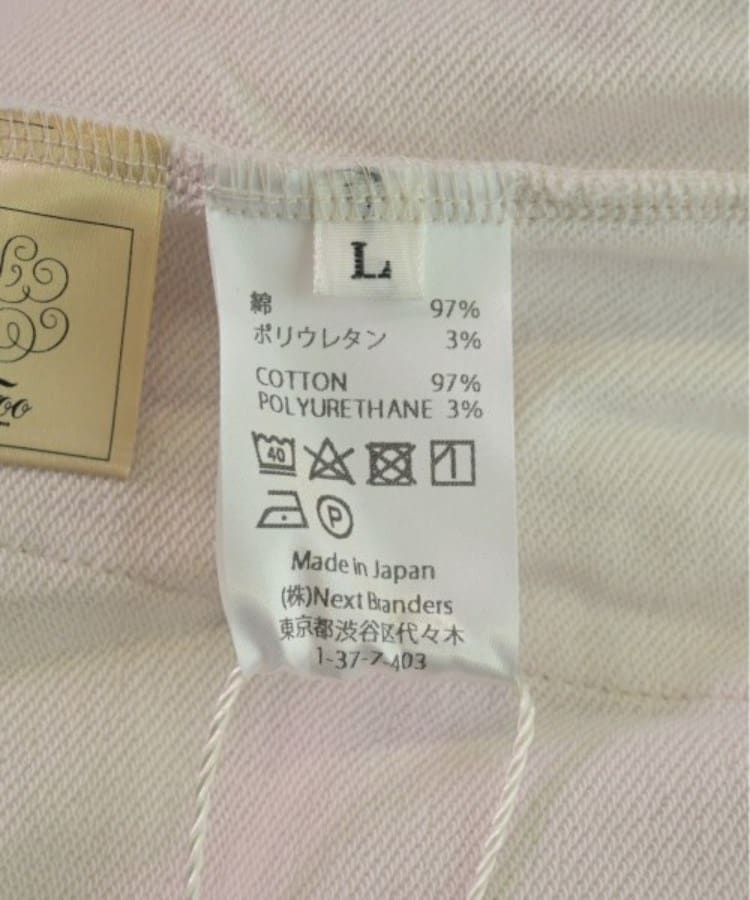 L
綿 97%
ポリウレタン 3%
COTTON 97%
POLYURETHANE 3%
40
P
Made in Japan
(株)Next Branders
東京都渋谷区代々木
1-37-7-403